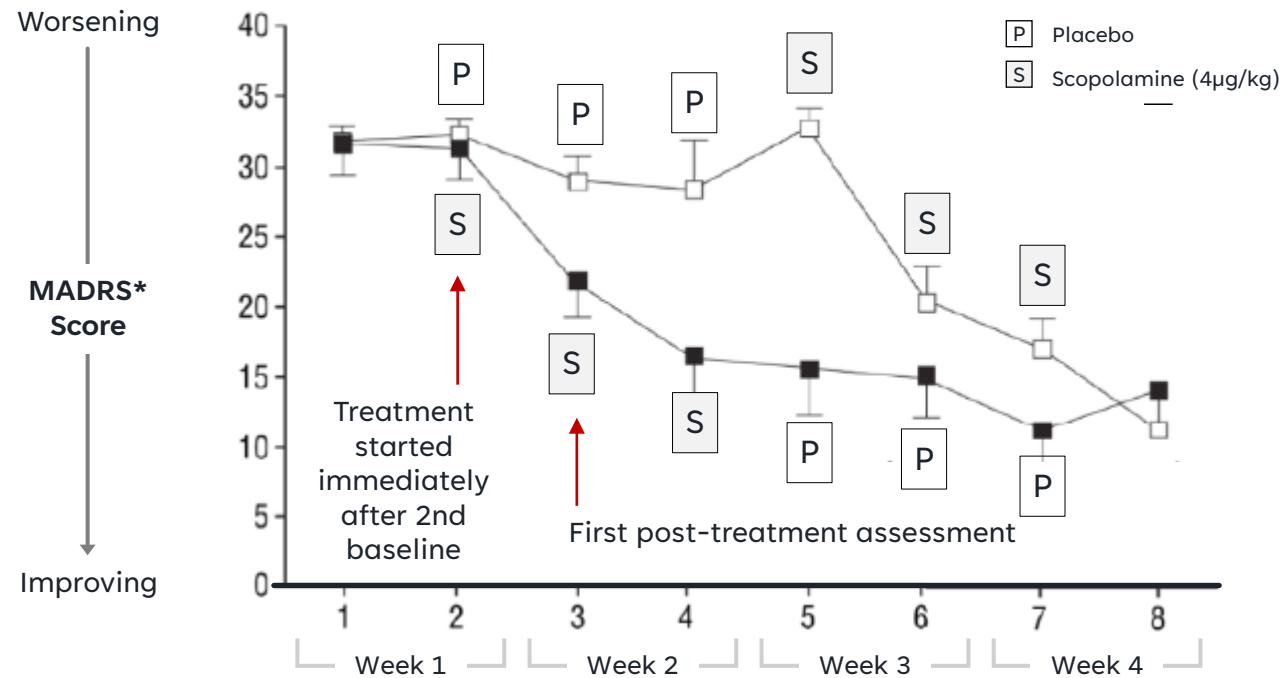 Worsening
MADRS*
Score
Improving
40
35
30
25
20
15
10
5
0
P
P
P
S
S
S
S
S
S
P
P
P
P Placebo
S Scopolamine (4µg/kg)
Treatment
started
immediately
after 2nd
baseline
First post-treatment assessment
1 2 3 4 5 6 7 8
Week 1 Week 2 Week 3 Week 4